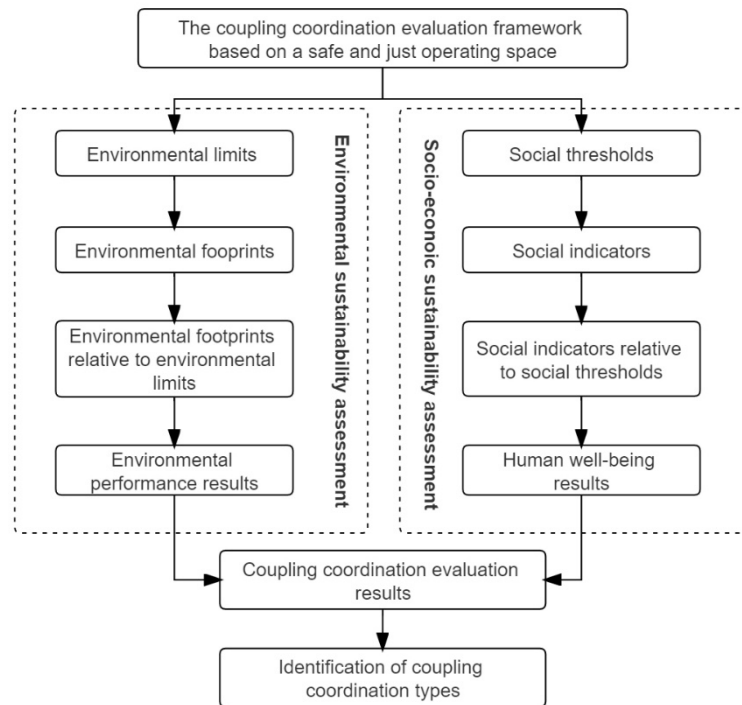 The coupling coordination evaluation framework
based on a safe and just operating space
Environmental limits
Environmental fooprints
Environmental footprints
relative to environmental
limits
Environmental
performance results
Environmental sustainability assessment
Socio-econoic sustainability assessment
Social thresholds
Social indicators
Social indicators relative
to social thresholds
Human well-being
results
Coupling coordination evaluation
results
Identification of coupling
coordination types